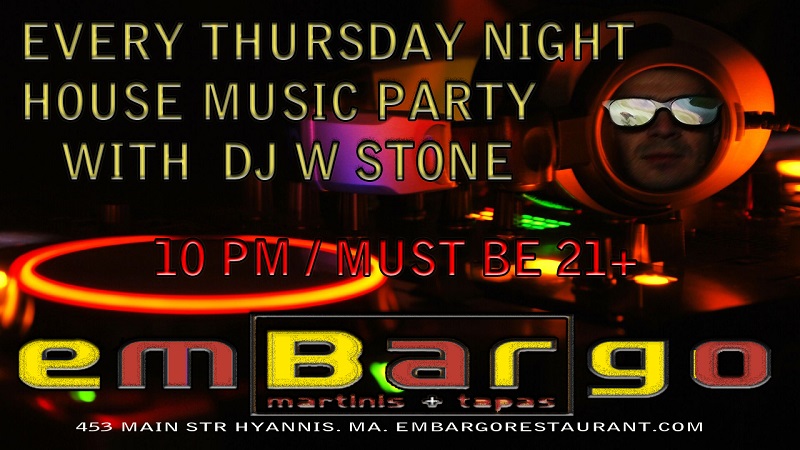 EVERY THURSDAY NIGHT
HOUSE MUSIC PARTY
WITH DJ W STONE
10 PM / MUST BE 21+
emBargo
martinis + tapas
453 MAIN STR HYANNIS. MA. EMBARGORESTAURANT.COM